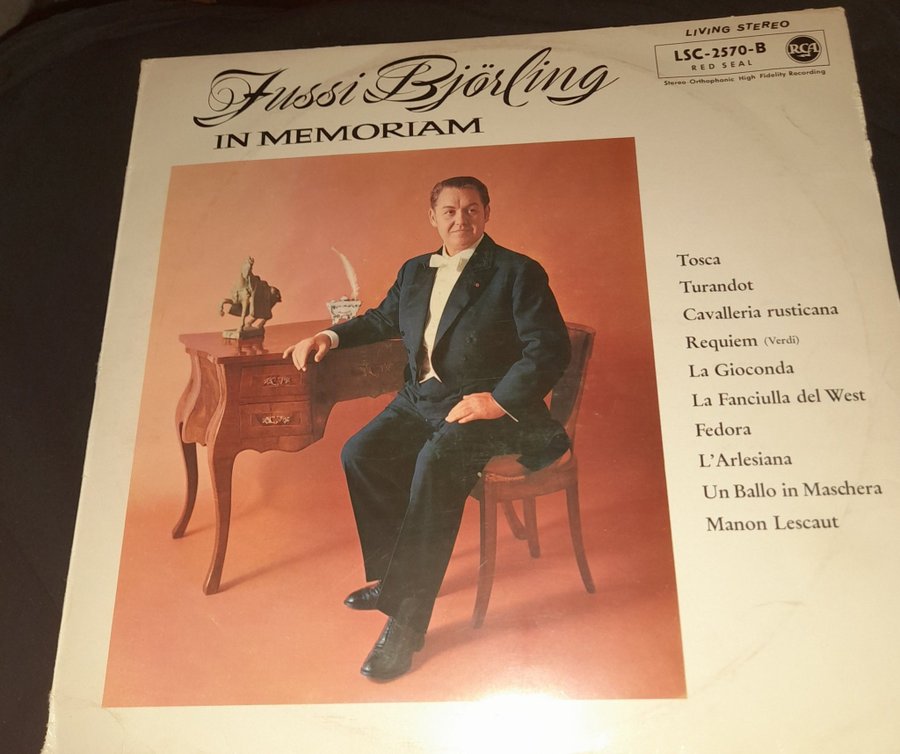 LIVING STEREO
LSC-2570-B
RED SEAL
RCA
Stereo Orthophonic High Fidelity Recording
Jussi Björling
IN MEMORIAM
Tosca
Turandot
Cavalleria rusticana
Requiem (Verdi)
La Gioconda
La Fanciulla del West
Fedora
L'Arlesiana
Un Ballo in Maschera
Manon Lescaut